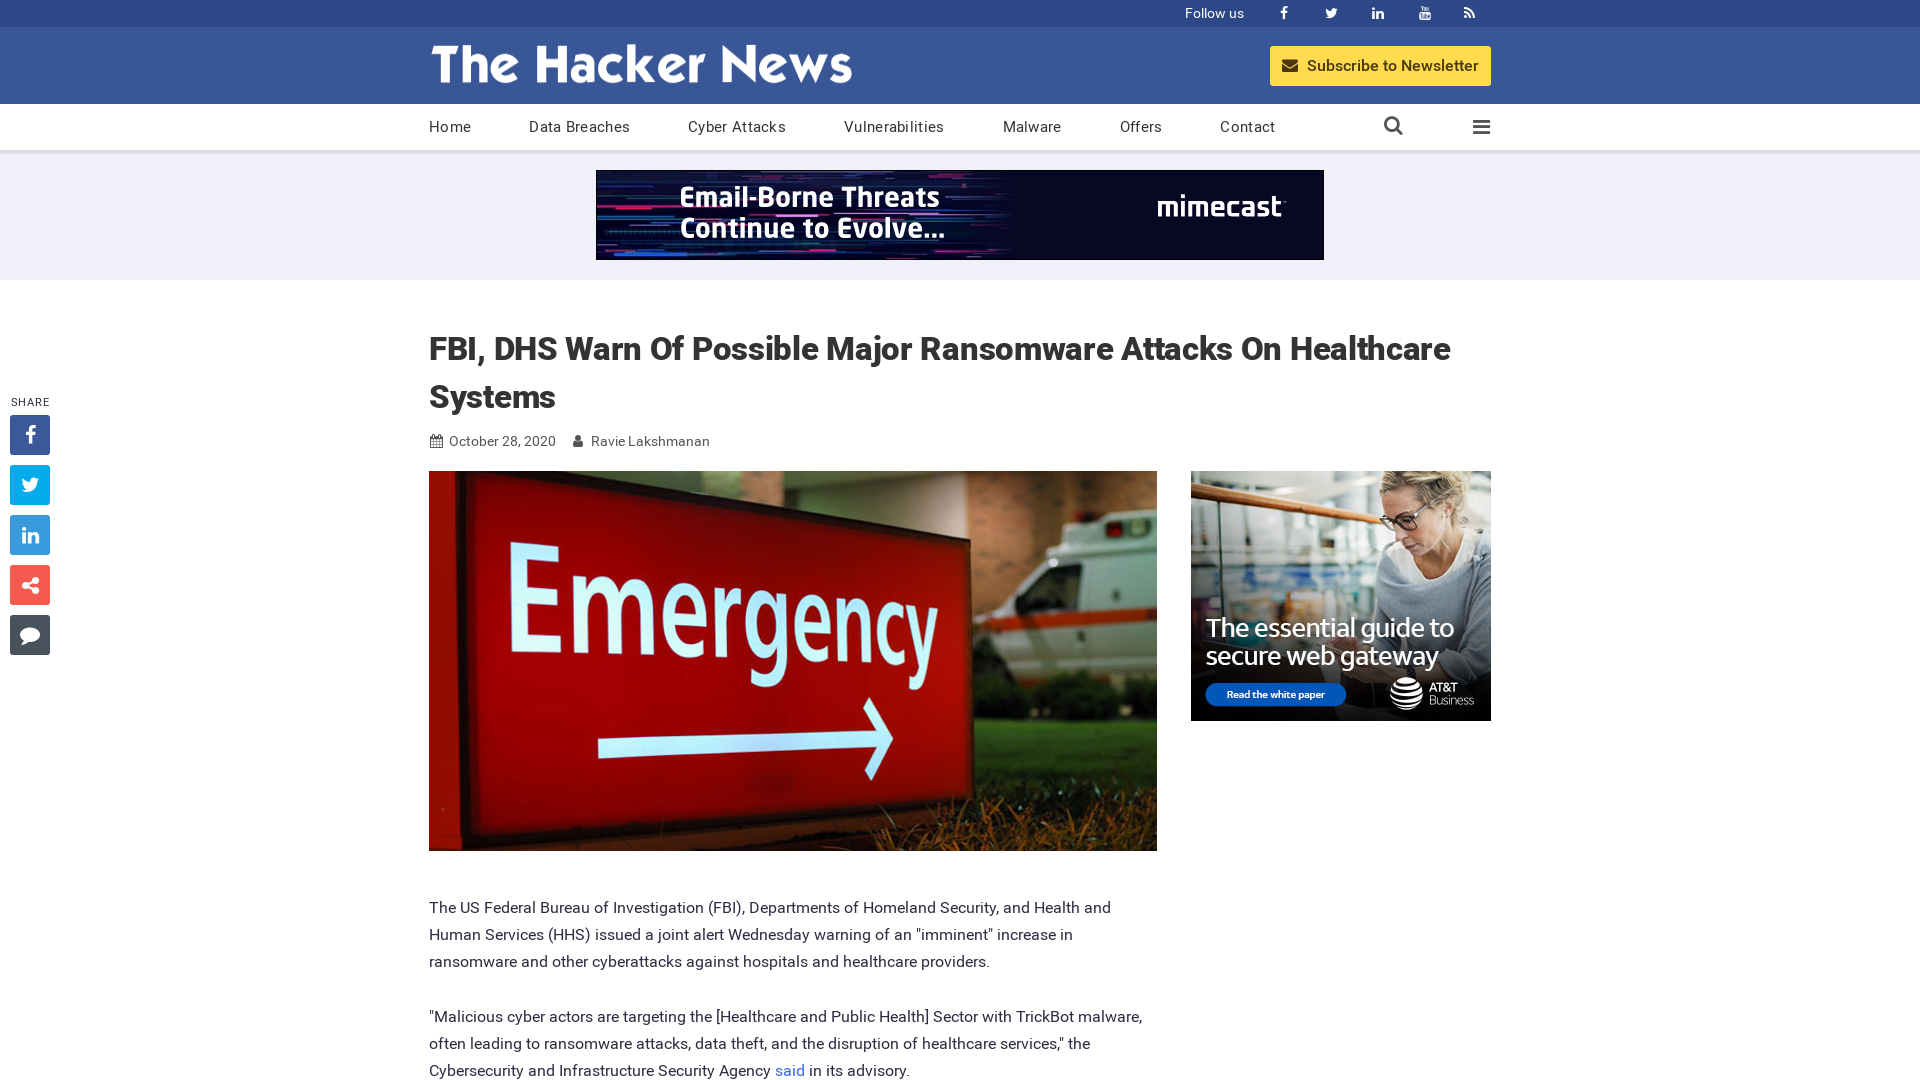 Follow us
The Hacker News
Subscribe to Newsletter
Home
Data Breaches
Cyber Attacks
Vulnerabilities
Malware
Offers
Contact
Email-Borne Threats
Continue to Evolve...
mimecast
FBI, DHS Warn Of Possible Major Ransomware Attacks On Healthcare
Systems
October 28, 2020
Ravie Lakshmanan
SHARE
Emergency
The essential guide to
secure web gateway
Read the white paper
AT&T
Business
The US Federal Bureau of Investigation (FBI), Departments of Homeland Security, and Health and
Human Services (HHS) issued a joint alert Wednesday warning of an "imminent" increase in
ransomware and other cyberattacks against hospitals and healthcare providers.
"Malicious cyber actors are targeting the [Healthcare and Public Health] Sector with TrickBot malware,
often leading to ransomware attacks, data theft, and the disruption of healthcare services," the
Cybersecurity and Infrastructure Security Agency said in its advisory.